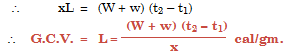 ∴ xL = (W + w) (t₂ – t₁)
∴ G.C.V. = L = (W + w) (t₂ – t₁) / x cal/gm.